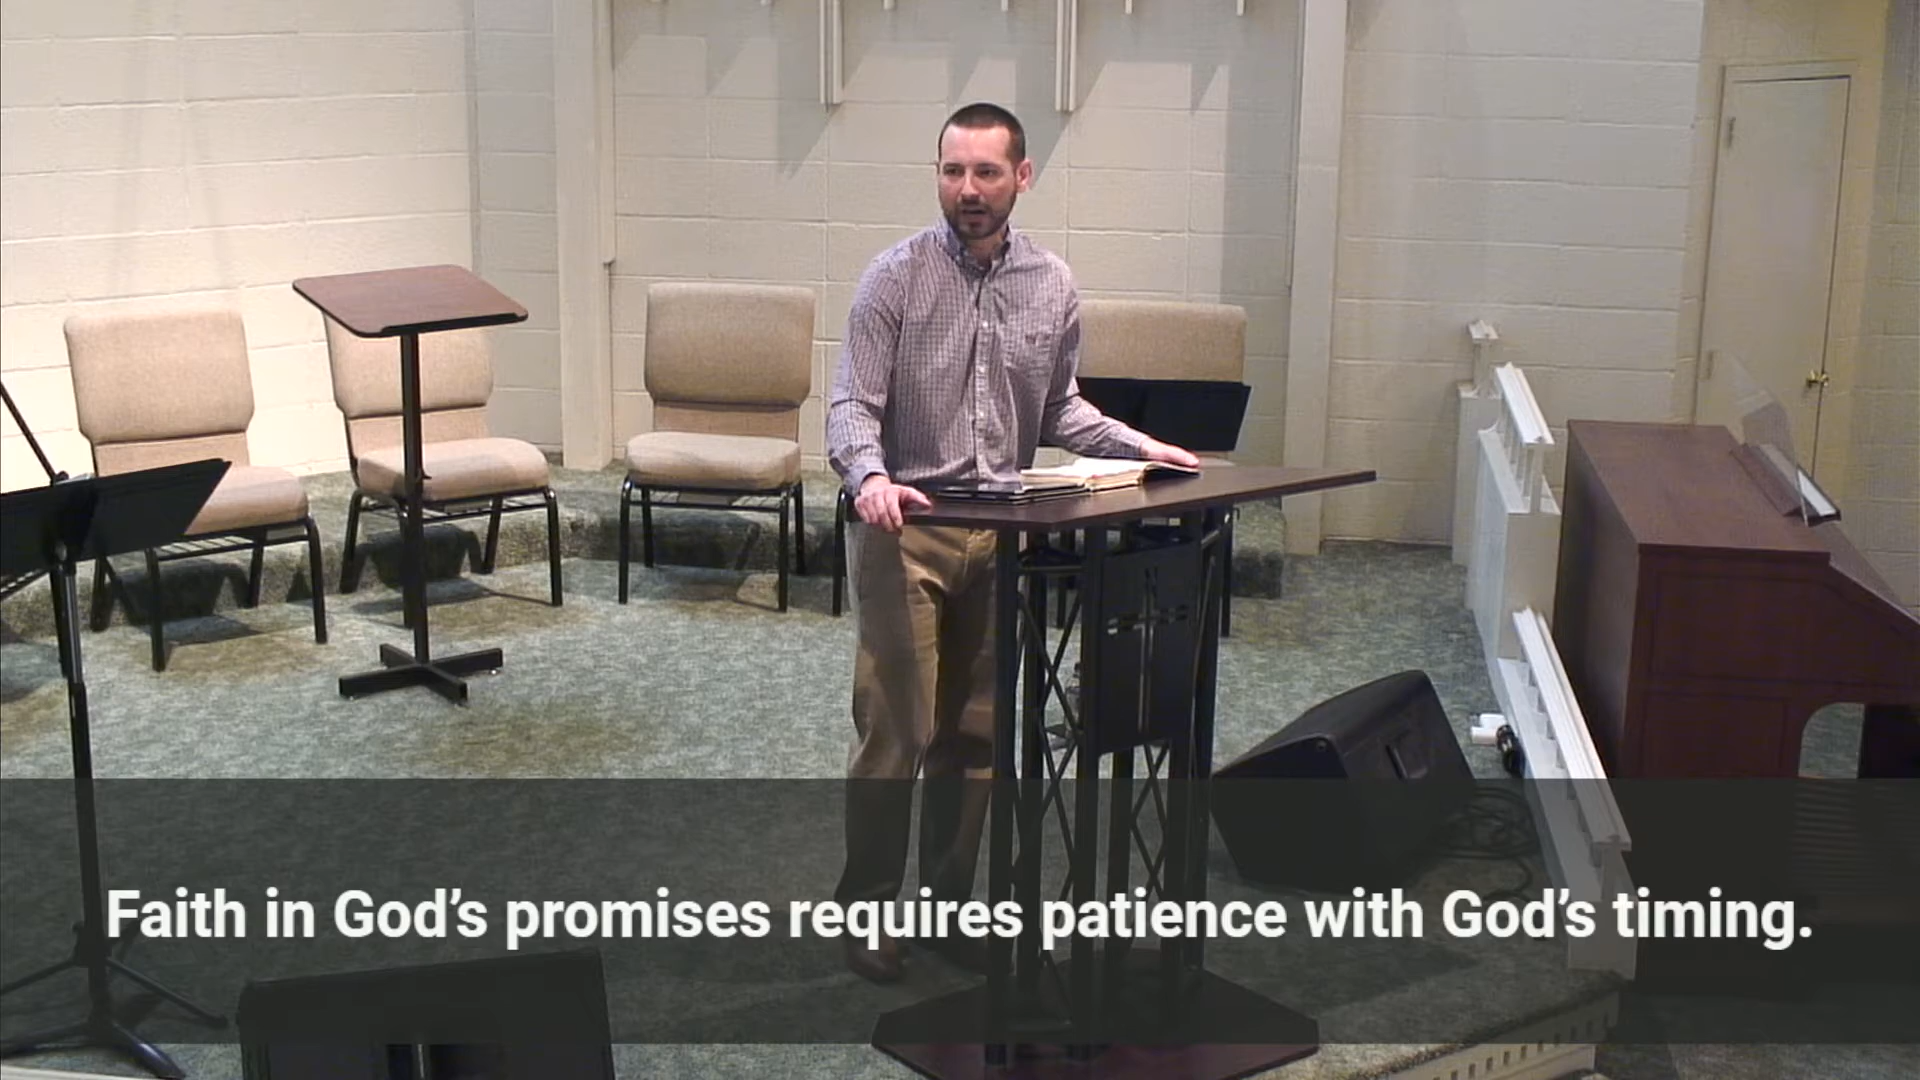 Faith in God’s promises requires patience with God’s timing.